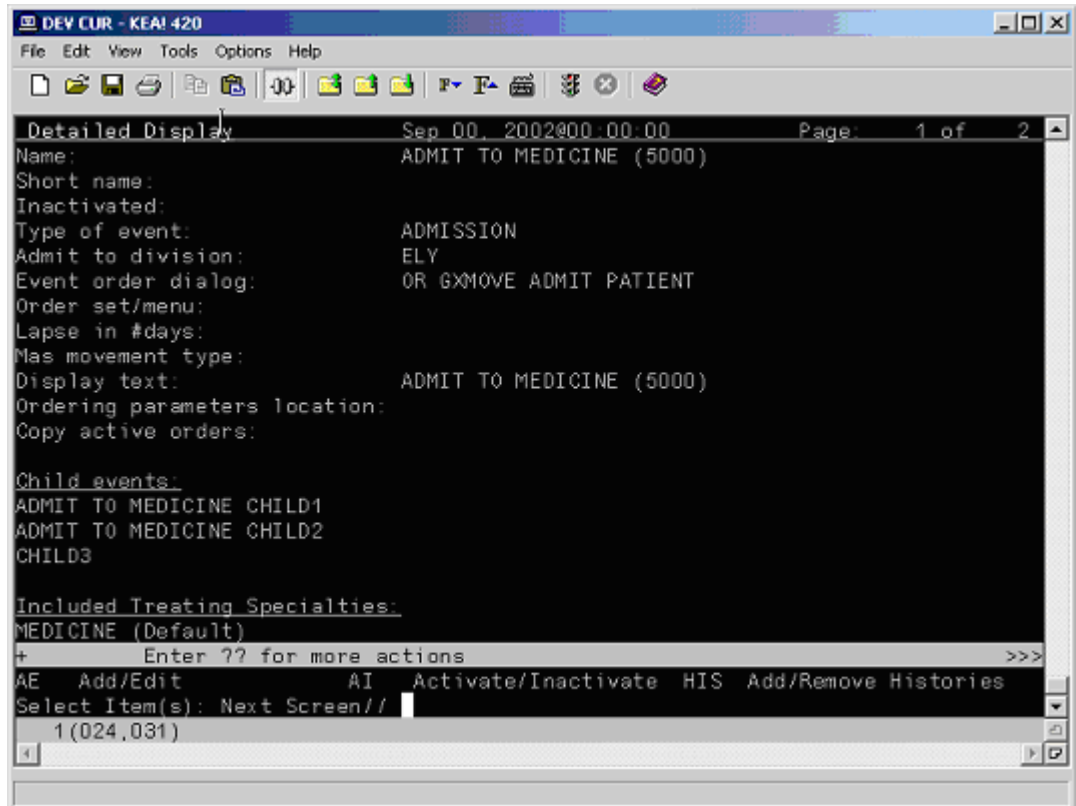 DEV CUR - KEA! 420
File Edit View Tools Options Help
Detailed Display Sep 00, 2002@00:00:00 Page: 1 of 2
Name: ADMIT TO MEDICINE (5000)
Short name:
Inactivated:
Type of event: ADMISSION
Admit to division: ELY
Event order dialog: OR GXMOVE ADMIT PATIENT
Order set/menu:
Lapse in #days:
Mas movement type:
Display text: ADMIT TO MEDICINE (5000)
Ordering parameters location:
Copy active orders:
Child events:
ADMIT TO MEDICINE CHILD1
ADMIT TO MEDICINE CHILD2
CHILD3
Included Treating Specialties:
MEDICINE (Default)
+ Enter ?? for more actions >>>
AE Add/Edit AI Activate/Inactivate HIS Add/Remove Histories
Select Item(s): Next Screen//
1(024,031)